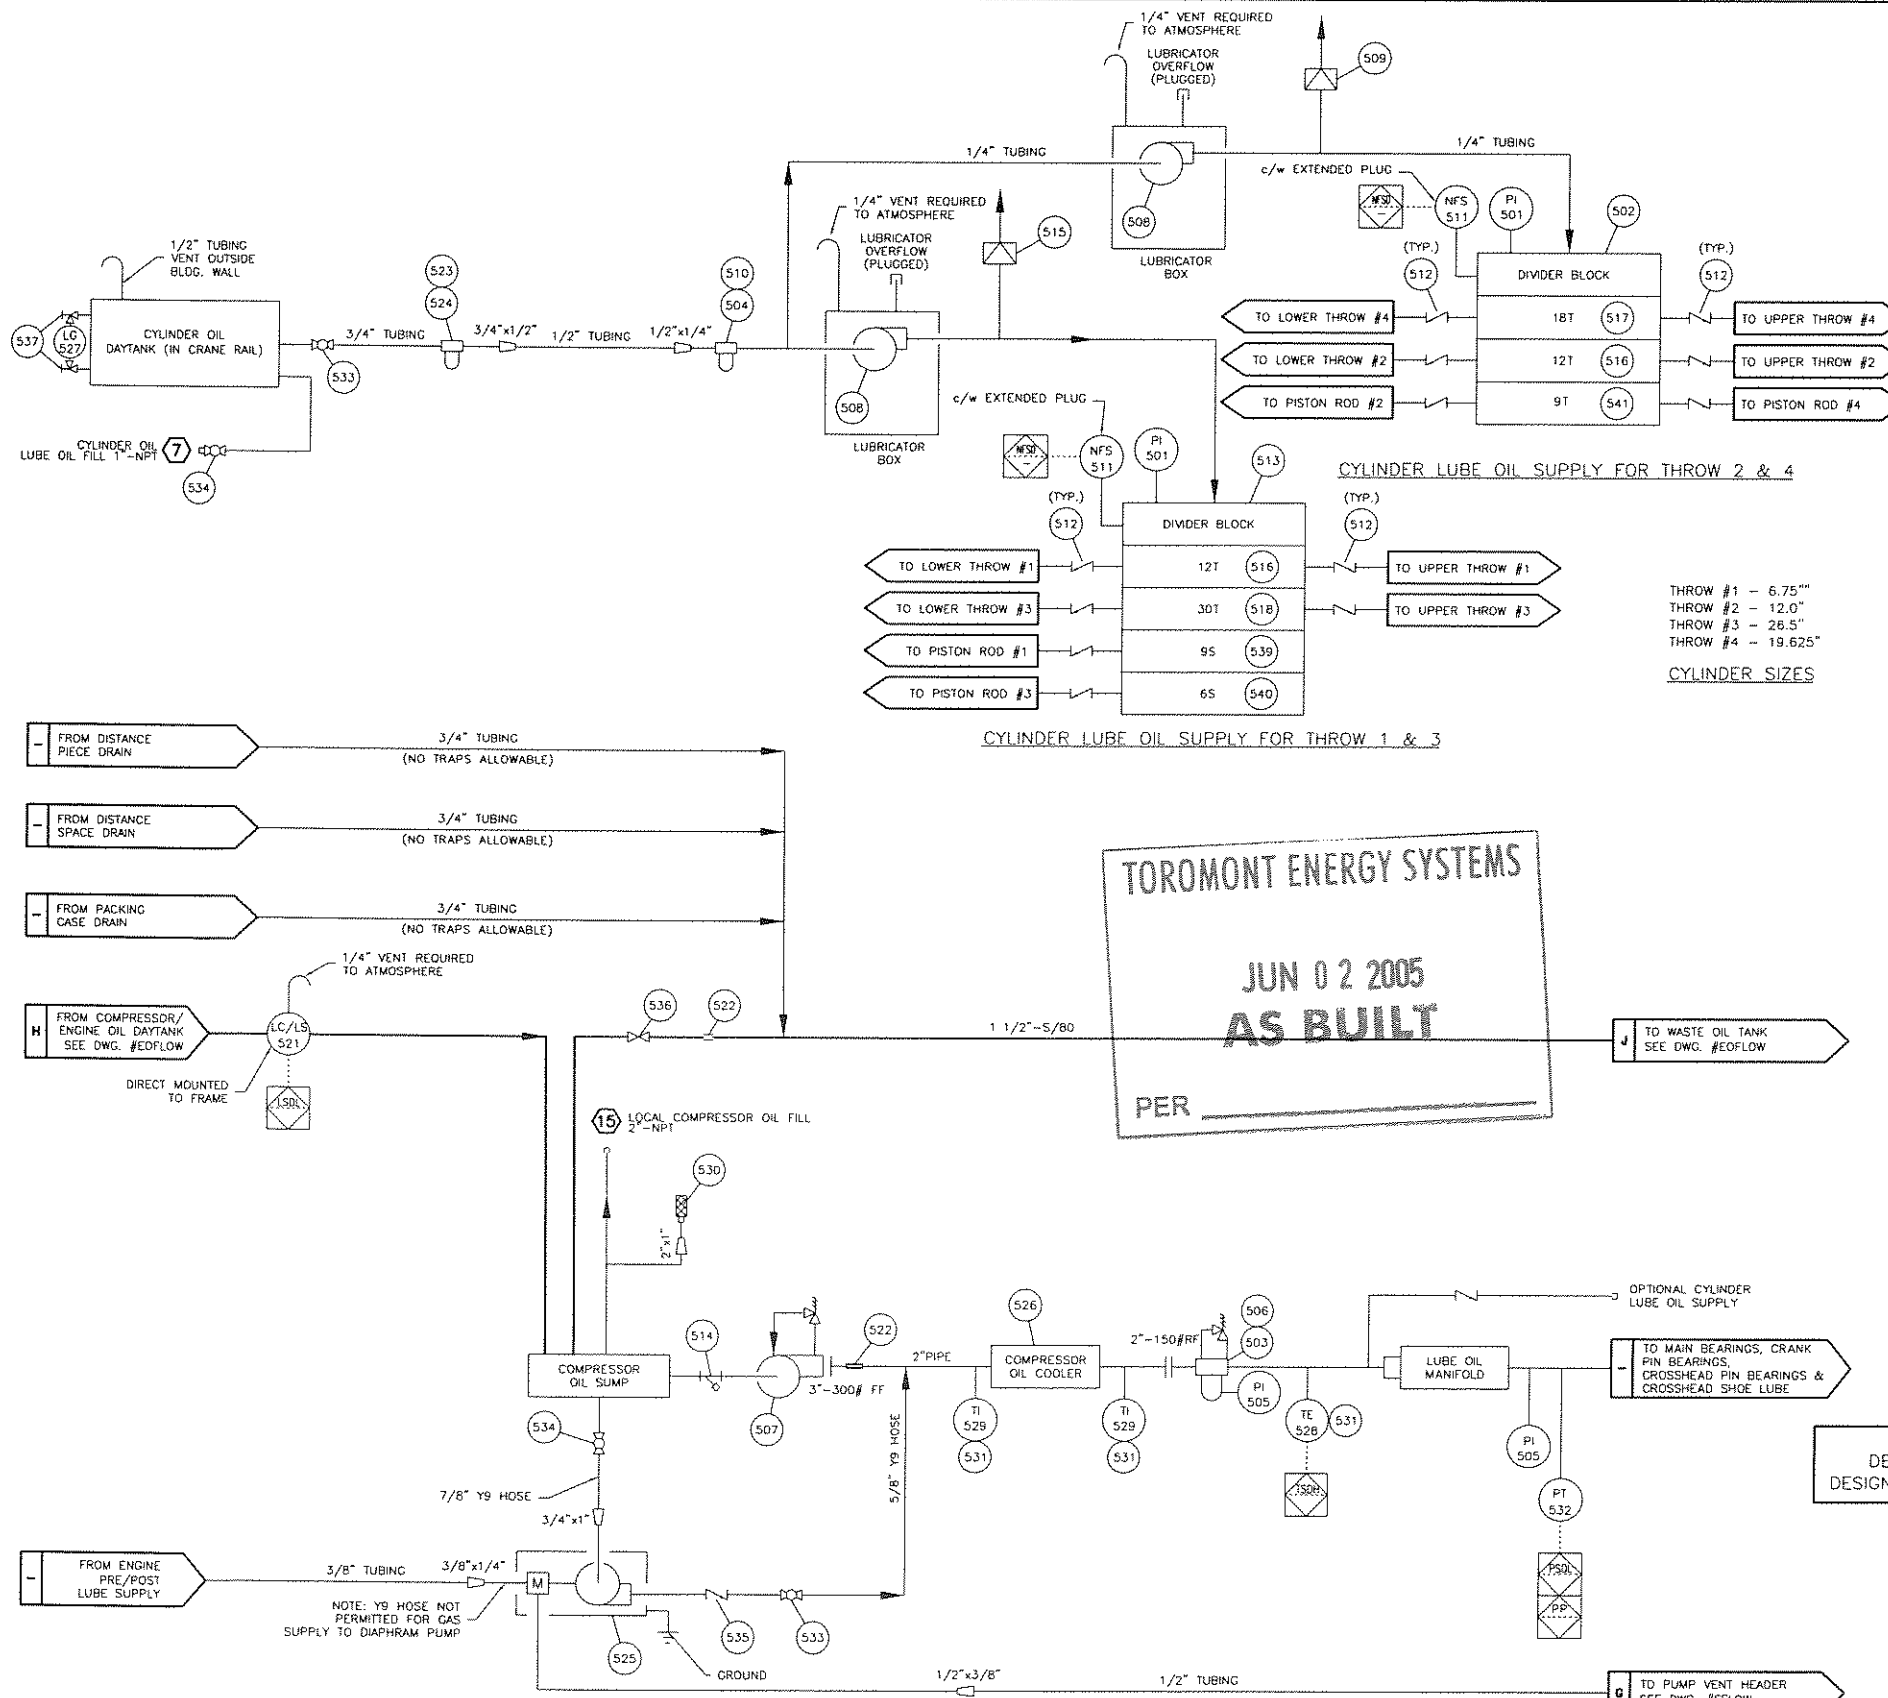 1/4" VENT REQUIRED
TO ATMOSPHERE
LUBRICATOR
OVERFLOW
(PLUGGED)
509
1/4" TUBING
1/4" TUBING
508
LUBRICATOR
BOX
c/w EXTENDED PLUG
NFSD
-
NFS
511
PI
501
502
(TYP.)
512
(TYP.)
512
DIVIDER BLOCK
TO LOWER THROW #4
18T
517
TO UPPER THROW #4
TO LOWER THROW #2
12T
516
TO UPPER THROW #2
TO PISTON ROD #2
9T
541
TO PISTON ROD #4
CYLINDER LUBE OIL SUPPLY FOR THROW 2 & 4
1/2" TUBING
VENT OUTSIDE
BLDG. WALL
537
LG
527
CYLINDER OIL
DAYTANK (IN CRANE RAIL)
533
3/4" TUBING
523
524
3/4"x1/2"
1/2" TUBING
1/2"x1/4"
510
504
1/4" VENT REQUIRED
TO ATMOSPHERE
LUBRICATOR
OVERFLOW
(PLUGGED)
515
508
LUBRICATOR
BOX
CYLINDER OIL
LUBE OIL FILL 1"-NPT
7
534
c/w EXTENDED PLUG
NFSD
-
NFS
511
PI
501
513
(TYP.)
512
(TYP.)
512
DIVIDER BLOCK
TO LOWER THROW #1
12T
516
TO UPPER THROW #1
TO LOWER THROW #3
30T
518
TO UPPER THROW #3
TO PISTON ROD #1
9S
539
TO PISTON ROD #3
6S
540
CYLINDER LUBE OIL SUPPLY FOR THROW 1 & 3
THROW #1 - 6.75""
THROW #2 - 12.0"
THROW #3 - 26.5"
THROW #4 - 19.625"
CYLINDER SIZES
-
FROM DISTANCE
PIECE DRAIN
3/4" TUBING
(NO TRAPS ALLOWABLE)
-
FROM DISTANCE
SPACE DRAIN
3/4" TUBING
(NO TRAPS ALLOWABLE)
-
FROM PACKING
CASE DRAIN
3/4" TUBING
(NO TRAPS ALLOWABLE)
1/4" VENT REQUIRED
TO ATMOSPHERE
H
FROM COMPRESSOR/
ENGINE OIL DAYTANK
SEE DWG. #EOFLOW
LC/LS
521
DIRECT MOUNTED
TO FRAME
LSDL
536
522
1 1/2"-S/80
J
TO WASTE OIL TANK
SEE DWG. #EOFLOW
TOROMONT ENERGY SYSTEMS
JUN 02 2005
AS BUILT
PER
15
LOCAL COMPRESSOR OIL FILL
2"-NPT
530
2"x1"
COMPRESSOR
OIL SUMP
514
507
3"-300# FF
522
2"PIPE
526
COMPRESSOR
OIL COOLER
TI
529
531
TI
529
531
2"-150#RF
506
503
PI
505
TE
528
531
TSDH
OPTIONAL CYLINDER
LUBE OIL SUPPLY
LUBE OIL
MANIFOLD
-
TO MAIN BEARINGS, CRANK
PIN BEARINGS,
CROSSHEAD PIN BEARINGS &
CROSSHEAD SHOE LUBE
PI
505
PT
532
PSDL
PP
DE
DESIGN
534
7/8" Y9 HOSE
3/4"x1"
5/8" Y9 HOSE
-
FROM ENGINE
PRE/POST
LUBE SUPPLY
3/8" TUBING
3/8"x1/4"
M
NOTE: Y9 HOSE NOT
PERMITTED FOR GAS
SUPPLY TO DIAPHRAM PUMP
525
GROUND
535
533
1/2"x3/8"
1/2" TUBING
G
TO PUMP VENT HEADER